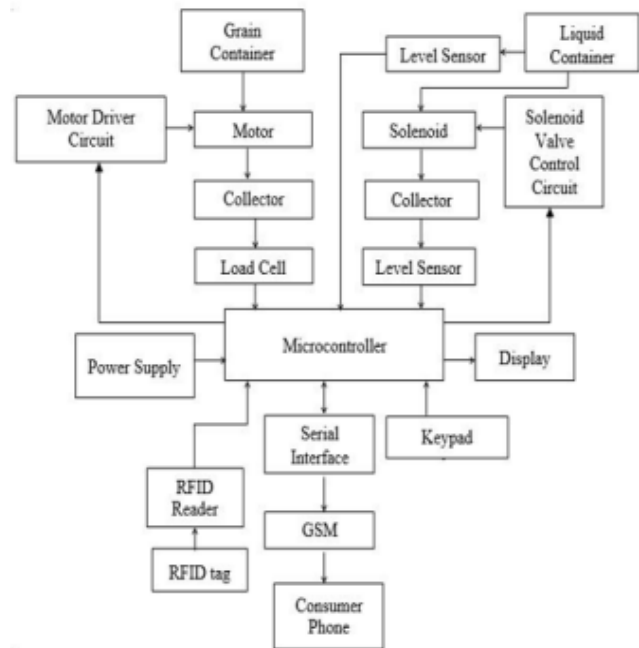 Grain
Container
Level Sensor
Liquid
Container
Motor Driver
Circuit
Motor
Solenoid
Solenoid
Valve
Control
Circuit
Collector
Collector
Load Cell
Level Sensor
Microcontroller
Power Supply
Display
Serial
Interface
Keypad
RFID
Reader
GSM
RFID tag
Consumer
Phone